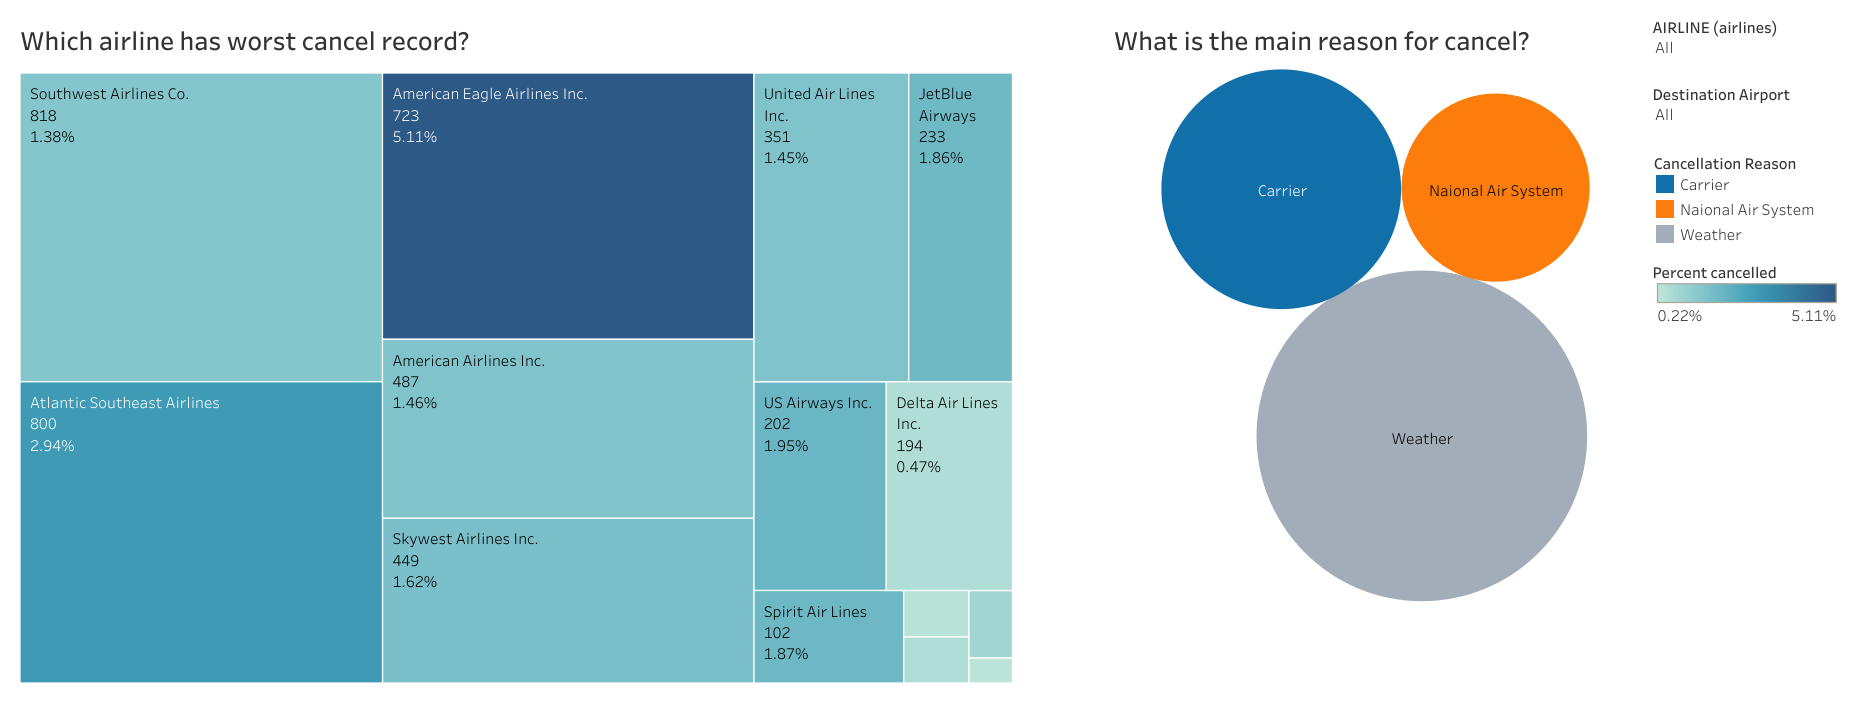 Which airline has worst cancel record?
Southwest Airlines Co.
818
1.38%
Atlantic Southeast Airlines
800
2.94%
American Eagle Airlines Inc.
723
5.11%
American Airlines Inc.
487
1.46%
Skywest Airlines Inc.
449
1.62%
United Air Lines
Inc.
351
1.45%
JetBlue
Airways
233
1.86%
US Airways Inc.
202
1.95%
Delta Air Lines
Inc.
194
0.47%
Spirit Air Lines
102
1.87%
What is the main reason for cancel?
Carrier
Naional Air System
Weather
AIRLINE (airlines)
All
Destination Airport
All
Cancellation Reason
Carrier
Naional Air System
Weather
Percent cancelled
0.22% 5.11%